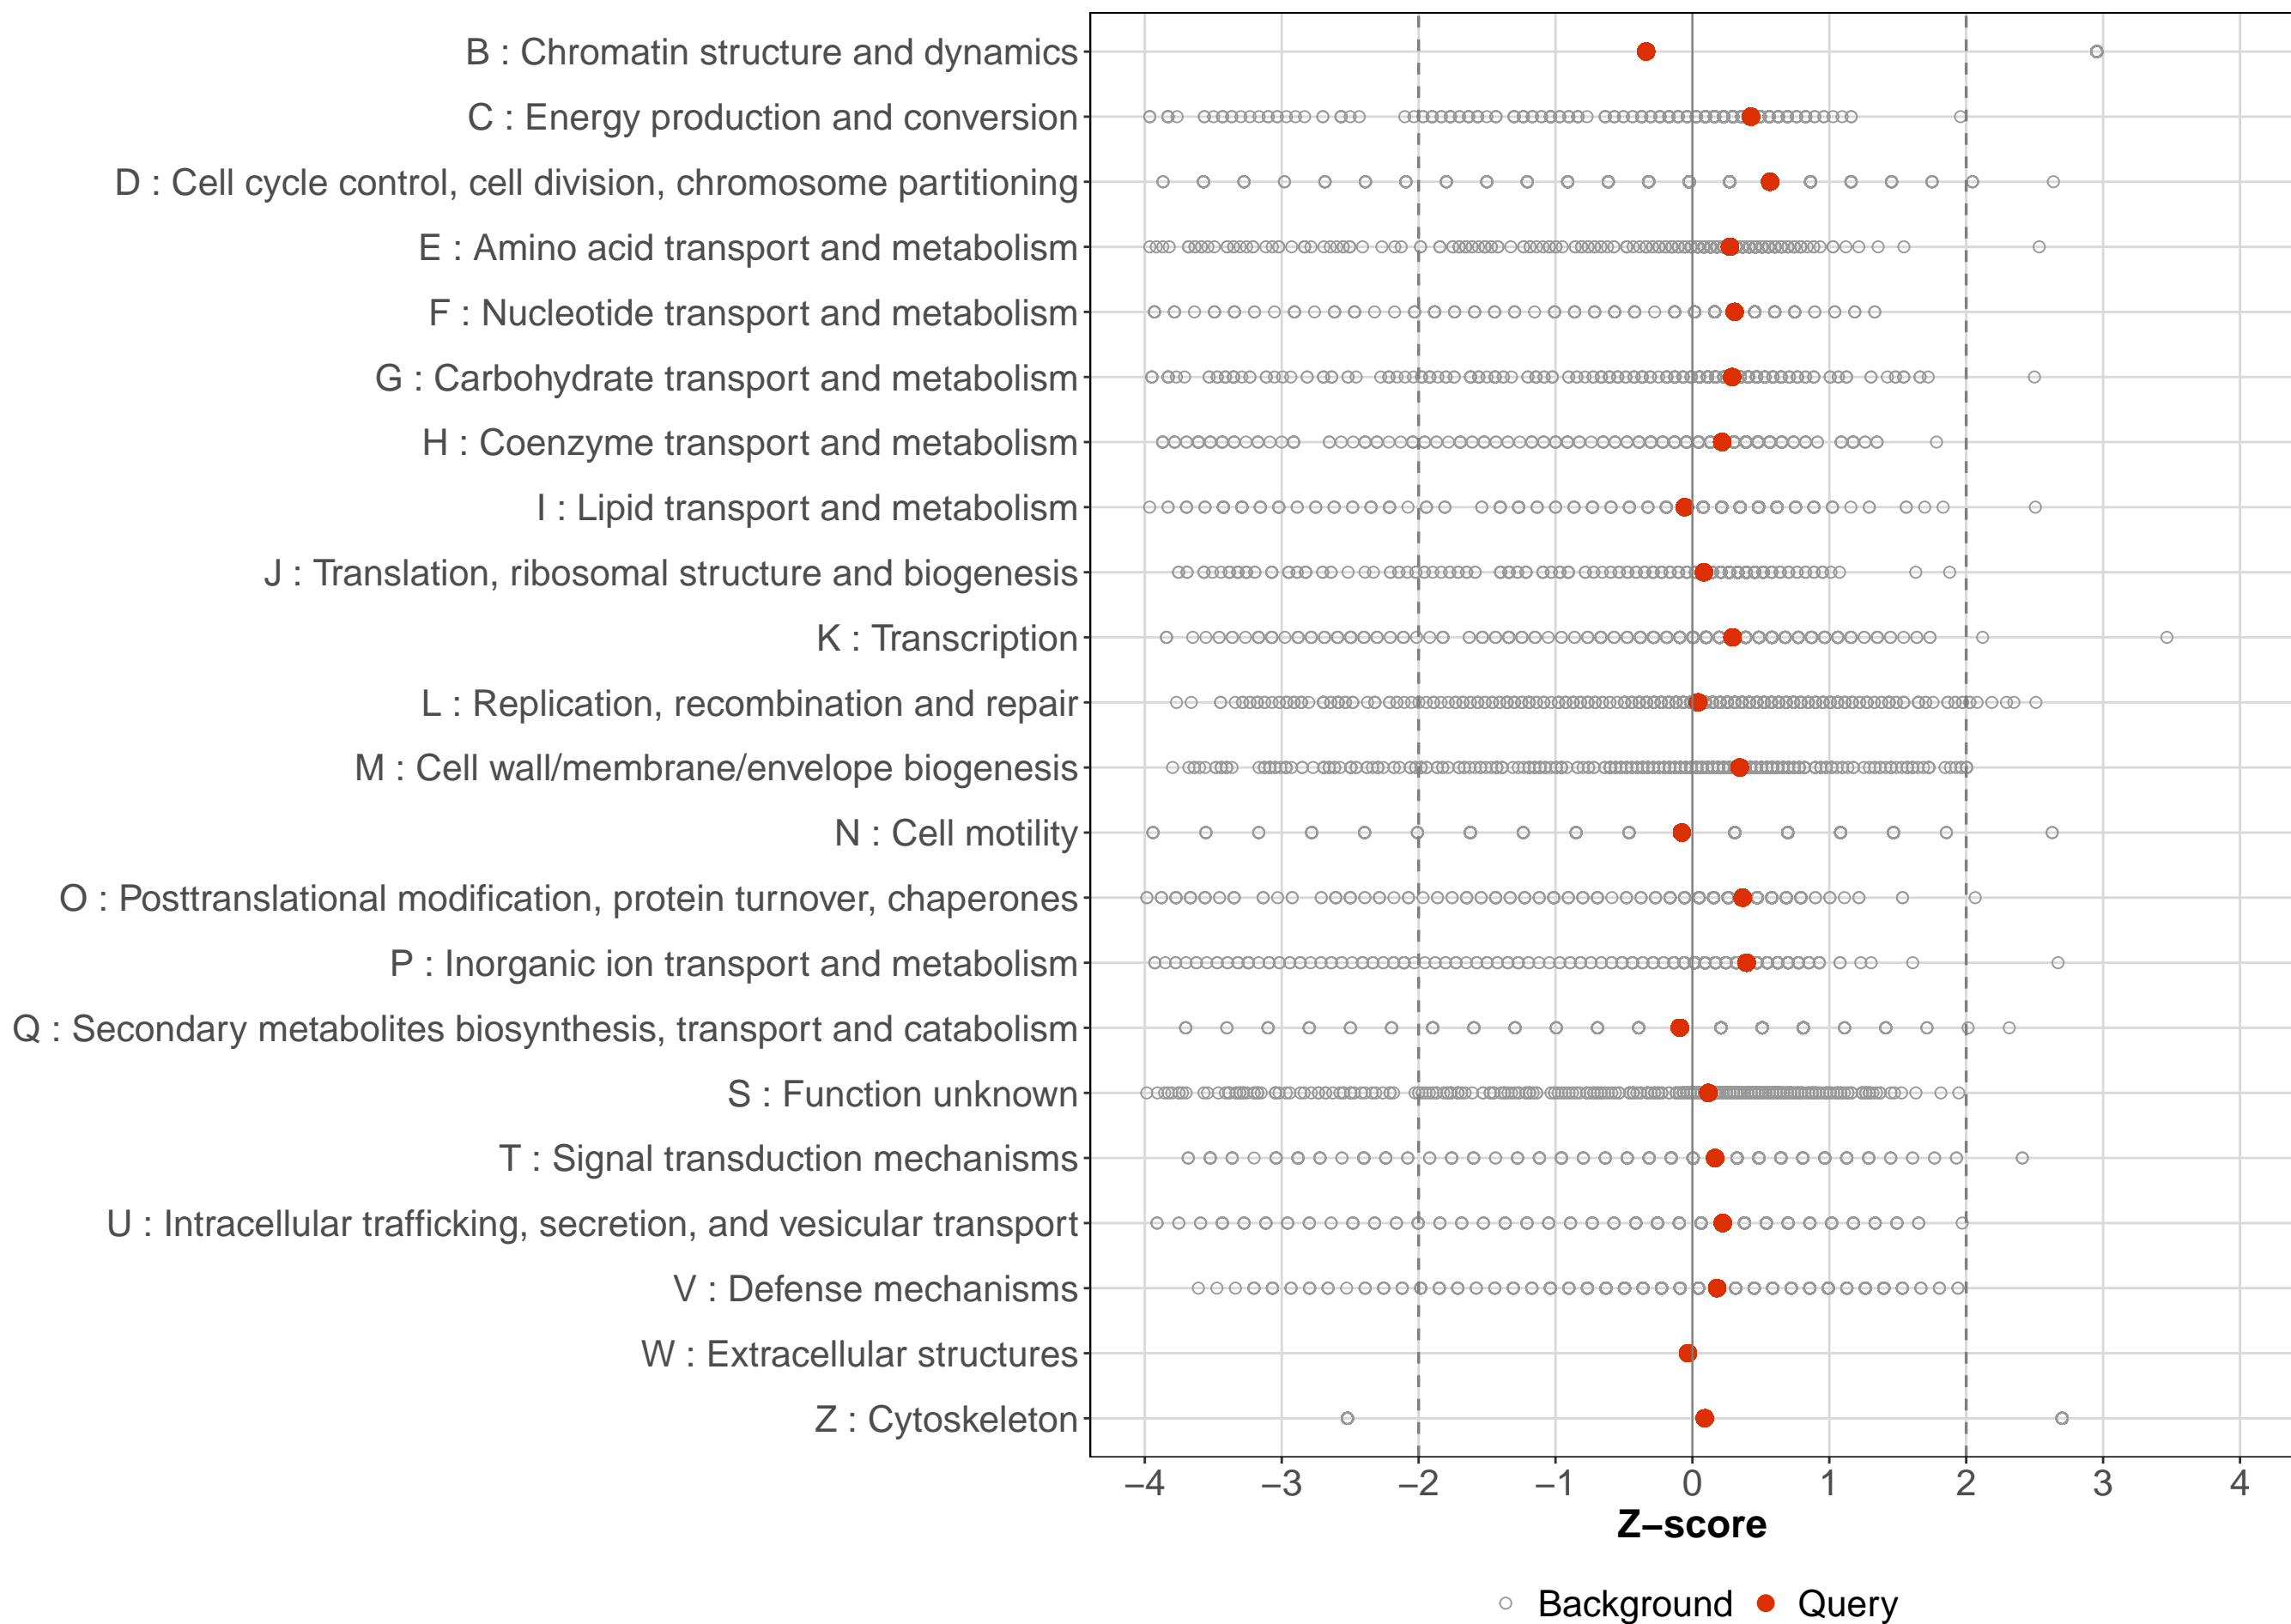 B : Chromatin structure and dynamics
C : Energy production and conversion
D : Cell cycle control, cell division, chromosome partitioning
E : Amino acid transport and metabolism
F : Nucleotide transport and metabolism
G : Carbohydrate transport and metabolism
H : Coenzyme transport and metabolism
I : Lipid transport and metabolism
J : Translation, ribosomal structure and biogenesis
K : Transcription
L : Replication, recombination and repair
M : Cell wall/membrane/envelope biogenesis
N : Cell motility
O : Posttranslational modification, protein turnover, chaperones
P : Inorganic ion transport and metabolism
Q : Secondary metabolites biosynthesis, transport and catabolism
S : Function unknown
T : Signal transduction mechanisms
U : Intracellular trafficking, secretion, and vesicular transport
V : Defense mechanisms
W : Extracellular structures
Z : Cytoskeleton
−4 −3 −2 −1 0 1 2 3 4
Z−score
Background Query